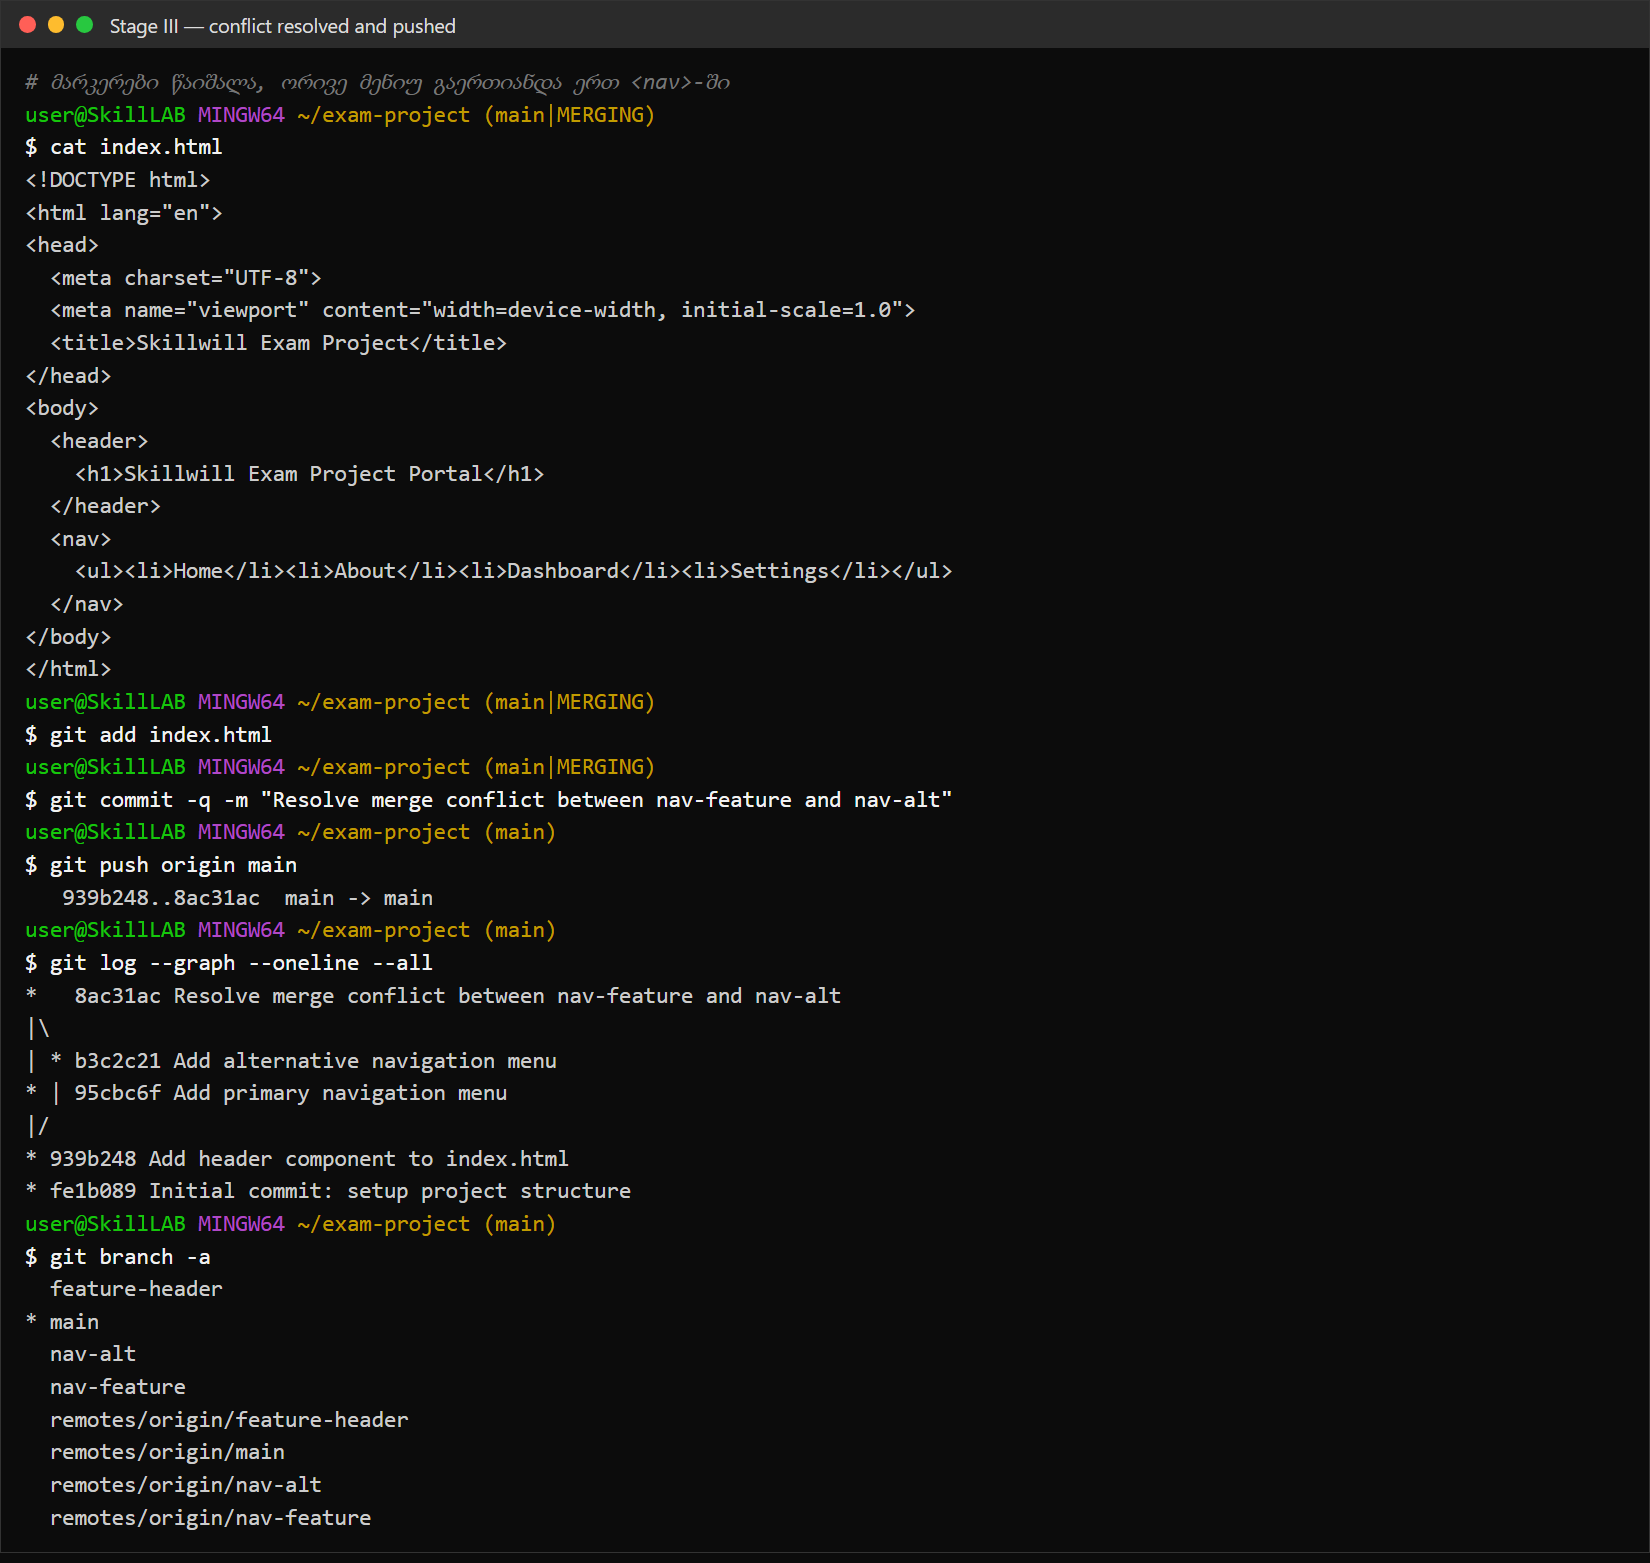 Stage III — conflict resolved and pushed
# მარკერები წაიშალა, ორივე მენიუ გაერთიანდა ერთ <nav>-ში
user@SkillLAB MINGW64 ~/exam-project (main|MERGING)
$ cat index.html
<!DOCTYPE html>
<html lang="en">
<head>
  <meta charset="UTF-8">
  <meta name="viewport" content="width=device-width, initial-scale=1.0">
  <title>Skillwill Exam Project</title>
</head>
<body>
  <header>
    <h1>Skillwill Exam Project Portal</h1>
  </header>
  <nav>
    <ul><li>Home</li><li>About</li><li>Dashboard</li><li>Settings</li></ul>
  </nav>
</body>
</html>
user@SkillLAB MINGW64 ~/exam-project (main|MERGING)
$ git add index.html
user@SkillLAB MINGW64 ~/exam-project (main|MERGING)
$ git commit -q -m "Resolve merge conflict between nav-feature and nav-alt"
user@SkillLAB MINGW64 ~/exam-project (main)
$ git push origin main
   939b248..8ac31ac  main -> main
user@SkillLAB MINGW64 ~/exam-project (main)
$ git log --graph --oneline --all
*   8ac31ac Resolve merge conflict between nav-feature and nav-alt
|\
| * b3c2c21 Add alternative navigation menu
* | 95cbc6f Add primary navigation menu
|/
* 939b248 Add header component to index.html
* fe1b089 Initial commit: setup project structure
user@SkillLAB MINGW64 ~/exam-project (main)
$ git branch -a
  feature-header
* main
  nav-alt
  nav-feature
  remotes/origin/feature-header
  remotes/origin/main
  remotes/origin/nav-alt
  remotes/origin/nav-feature